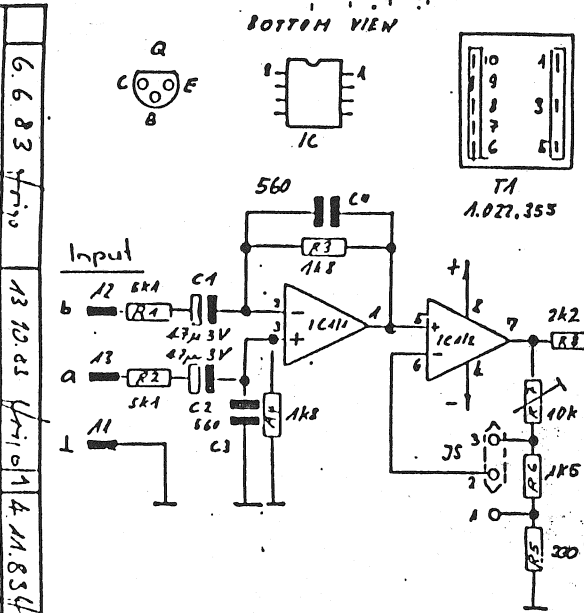 BOTTOM VIEW
Q
C
E
B
8
1
IC
10
9
8
7
6
1
3
5
T1
1.022.355
6.6 83
13 10.83
1
4.11.83
560
C4
R3
1k8
Input
b
A2
5k1
R1
C1
4.7µ 3V
2
−
3
+
IC1/1
1
a
A3
R2
5k1
4.7µ 3V
C2
560
C3
R4
1k8
⊥
A1
+
8
5
+
IC1/2
7
6
−
4
−
2k2
R8
R7
10k
JS
3
2
1
R6
1k5
R5
220